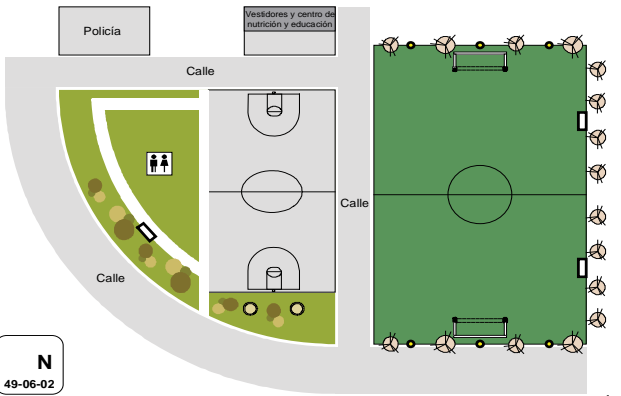 Policía
Vestidores y centro de
nutrición y educación
Calle
Calle
Calle
N
49-06-02